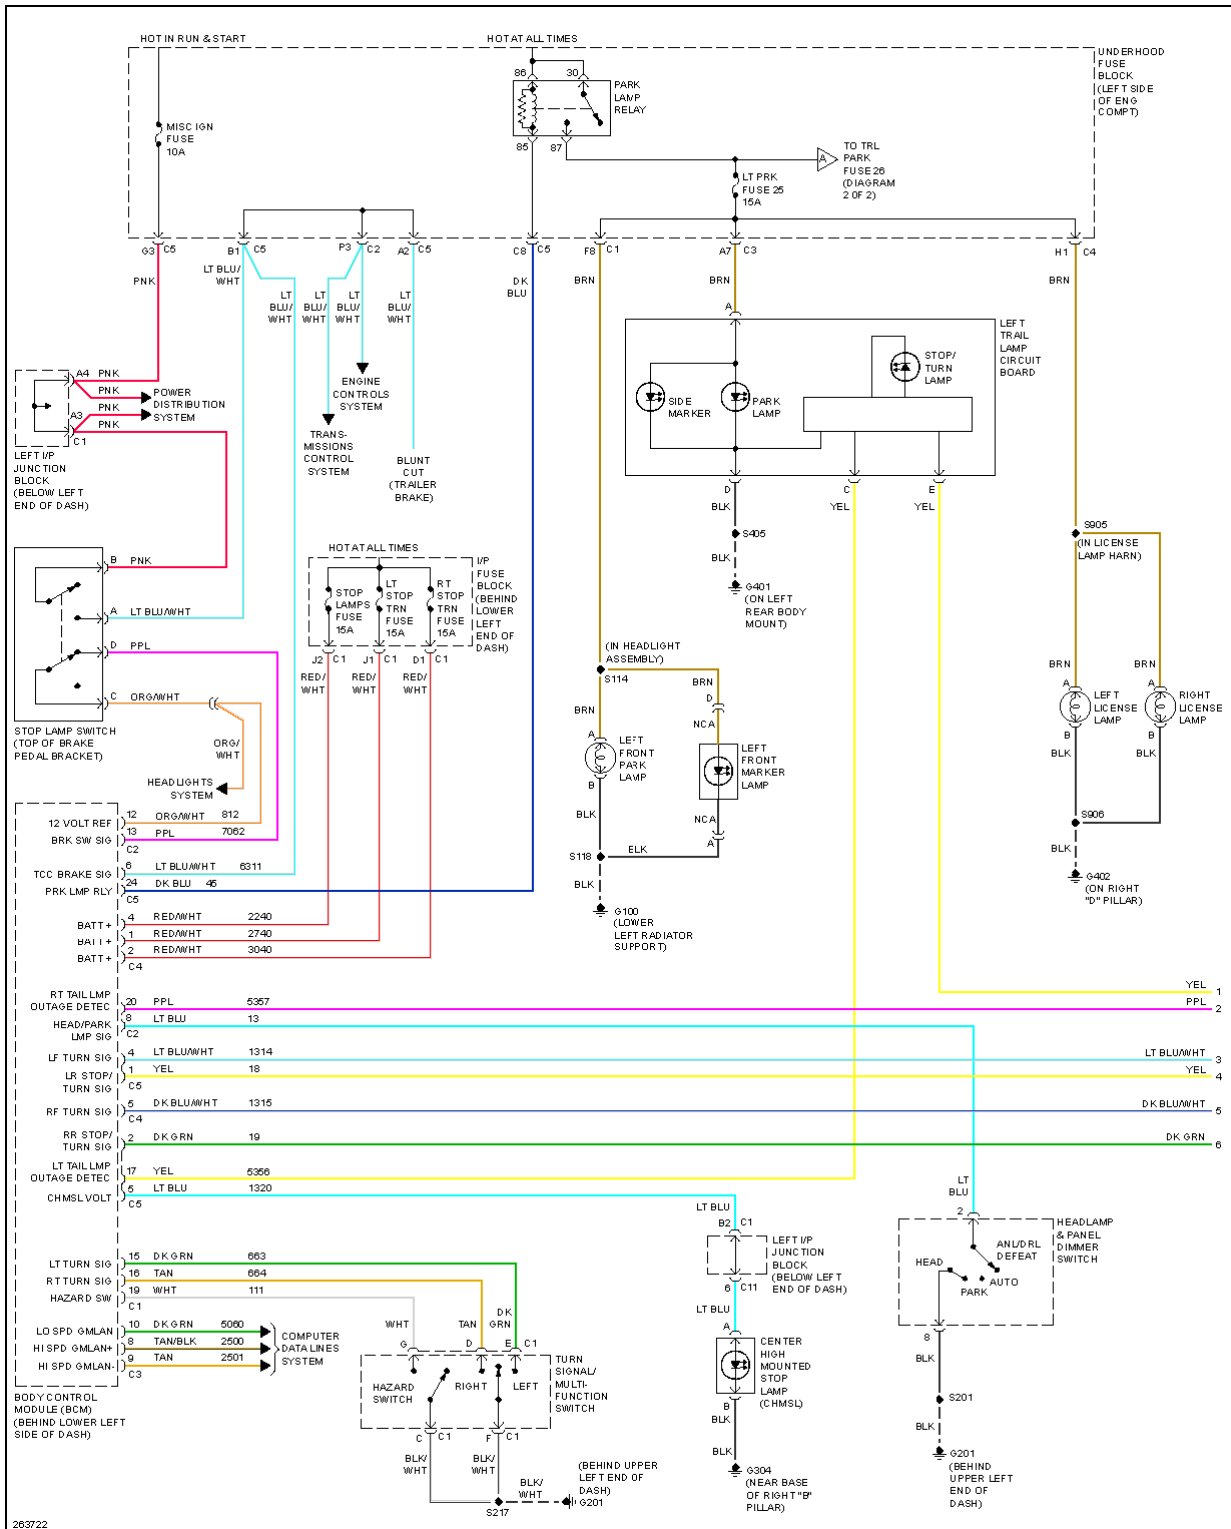 HOT IN RUN & START
HOT AT ALL TIMES
UNDERHOOD
FUSE
BLOCK
(LEFT SIDE
OF ENG
COMPT)
86
30
PARK
LAMP
RELAY
MISC IGN
FUSE
10A
85
87
TO TRL
PARK
FUSE 26
(DIAGRAM
2 OF 2)
A
LT PRK
FUSE 25
15A
G3 C5
B1 C5
P3 C2
A2 C5
C8 C5
F8 C1
A7 C3
H1 C4
PNK
LT BLU/
WHT
LT
BLU/
WHT
LT
BLU/
WHT
LT
BLU/
WHT
LT
BLU/
WHT
DK
BLU
BRN
BRN
BRN
A
LEFT
TRAIL
LAMP
CIRCUIT
BOARD
STOP/
TURN
LAMP
SIDE
MARKER
PARK
LAMP
A4 PNK
PNK
PNK
A3
PNK
C1
POWER
DISTRIBUTION
SYSTEM
ENGINE
CONTROLS
SYSTEM
TRANS-
MISSIONS
CONTROL
SYSTEM
BLUNT
CUT
(TRAILER
BRAKE)
LEFT I/P
JUNCTION
BLOCK
(BELOW LEFT
END OF DASH)
D
C
E
BLK
YEL
YEL
S405
BLK
G401
(ON LEFT
REAR BODY
MOUNT)
S905
(IN LICENSE
LAMP HARN)
HOT AT ALL TIMES
I/P
FUSE
BLOCK
(BEHIND
LOWER
LEFT
END OF
DASH)
STOP
LAMPS
FUSE
15A
LT
STOP
TRN
FUSE
15A
RT
STOP
TRN
FUSE
15A
J2 C1
J1 C1
D1 C1
RED/
WHT
RED/
WHT
RED/
WHT
B PNK
A LT BLU/WHT
D PPL
C ORG/WHT
STOP LAMP SWITCH
(TOP OF BRAKE
PEDAL BRACKET)
ORG/
WHT
HEADLIGHTS
SYSTEM
(IN HEADLIGHT
ASSEMBLY)
S114
BRN
D
NCA
BRN
A
LEFT
FRONT
PARK
LAMP
B
BLK
LEFT
FRONT
MARKER
LAMP
NCA
A
S118
ELK
BLK
G100
(LOWER
LEFT RADIATOR
SUPPORT)
BRN
A
LEFT
LICENSE
LAMP
B
BLK
BRN
A
RIGHT
LICENSE
LAMP
B
BLK
S906
BLK
G402
(ON RIGHT
"D" PILLAR)
12 VOLT REF 12 ORG/WHT 812
BRK SW SIG 13 PPL 7062
C2
TCC BRAKE SIG 6 LT BLU/WHT 6311
PRK LMP RLY 24 DK BLU 45
C5
BATT + 4 RED/WHT 2240
BATT + 1 RED/WHT 2740
BATT + 2 RED/WHT 3040
C4
RT TAIL LMP
OUTAGE DETEC 20 PPL 5357
HEAD/PARK
LMP SIG 8 LT BLU 13
C2
LF TURN SIG 4 LT BLU/WHT 1314
LR STOP/
TURN SIG 1 YEL 18
C5
RF TURN SIG 5 DK BLU/WHT 1315
C4
RR STOP/
TURN SIG 2 DK GRN 19
LT TAIL LMP
OUTAGE DETEC 17 YEL 5356
CHMSL VOLT 5 LT BLU 1320
C5
YEL 1
PPL 2
LT BLU/WHT 3
YEL 4
DK BLU/WHT 5
DK GRN 6
LT TURN SIG 15 DK GRN 663
RT TURN SIG 16 TAN 664
HAZARD SW 19 WHT 111
C1
LO SPD GMLAN 10 DK GRN 5060
HI SPD GMLAN+ 8 TAN/BLK 2500
HI SPD GMLAN- 9 TAN 2501
C3
COMPUTER
DATA LINES
SYSTEM
BODY CONTROL
MODULE (BCM)
(BEHIND LOWER LEFT
SIDE OF DASH)
WHT
TAN
DK
GRN
G
D
E C1
HAZARD
SWITCH
RIGHT
LEFT
TURN
SIGNAL/
MULTI-
FUNCTION
SWITCH
C C1
F C1
BLK/
WHT
BLK/
WHT
BLK/
WHT
S217
(BEHIND UPPER
LEFT END OF
DASH)
G201
LT BLU
B2 C1
LEFT I/P
JUNCTION
BLOCK
(BELOW LEFT
END OF DASH)
6 C11
LT BLU
A
CENTER
HIGH
MOUNTED
STOP
LAMP
(CHMSL)
B
BLK
BLK
G304
(NEAR BASE
OF RIGHT "B"
PILLAR)
LT
BLU
2
HEADLAMP
& PANEL
DIMMER
SWITCH
ANL/DRL
DEFEAT
HEAD
AUTO
PARK
8
BLK
S201
BLK
G201
(BEHIND
UPPER LEFT
END OF
DASH)
263722